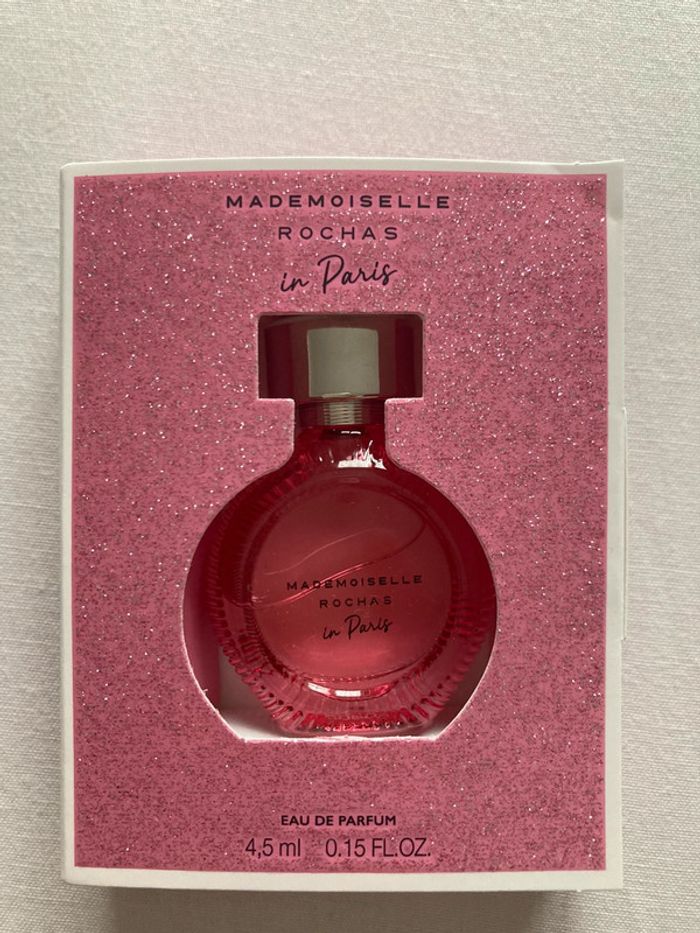 MADEMOISELLE
ROCHAS
in Paris
MADEMOISELLE
ROCHAS
in Paris
EAU DE PARFUM
4,5 ml 0.15 FL.OZ.